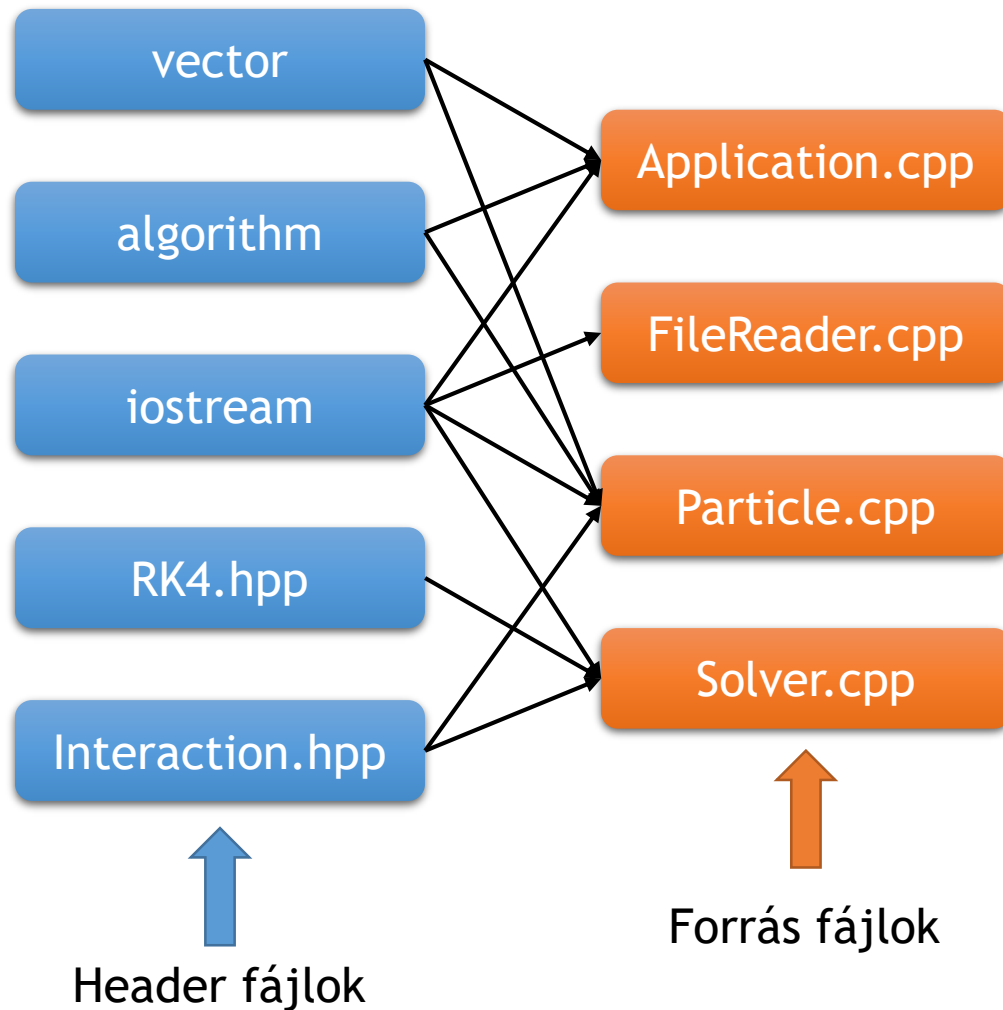 vector
algorithm
iostream
RK4.hpp
Interaction.hpp
Header fájlok
Application.cpp
FileReader.cpp
Particle.cpp
Solver.cpp
Forrás fájlok